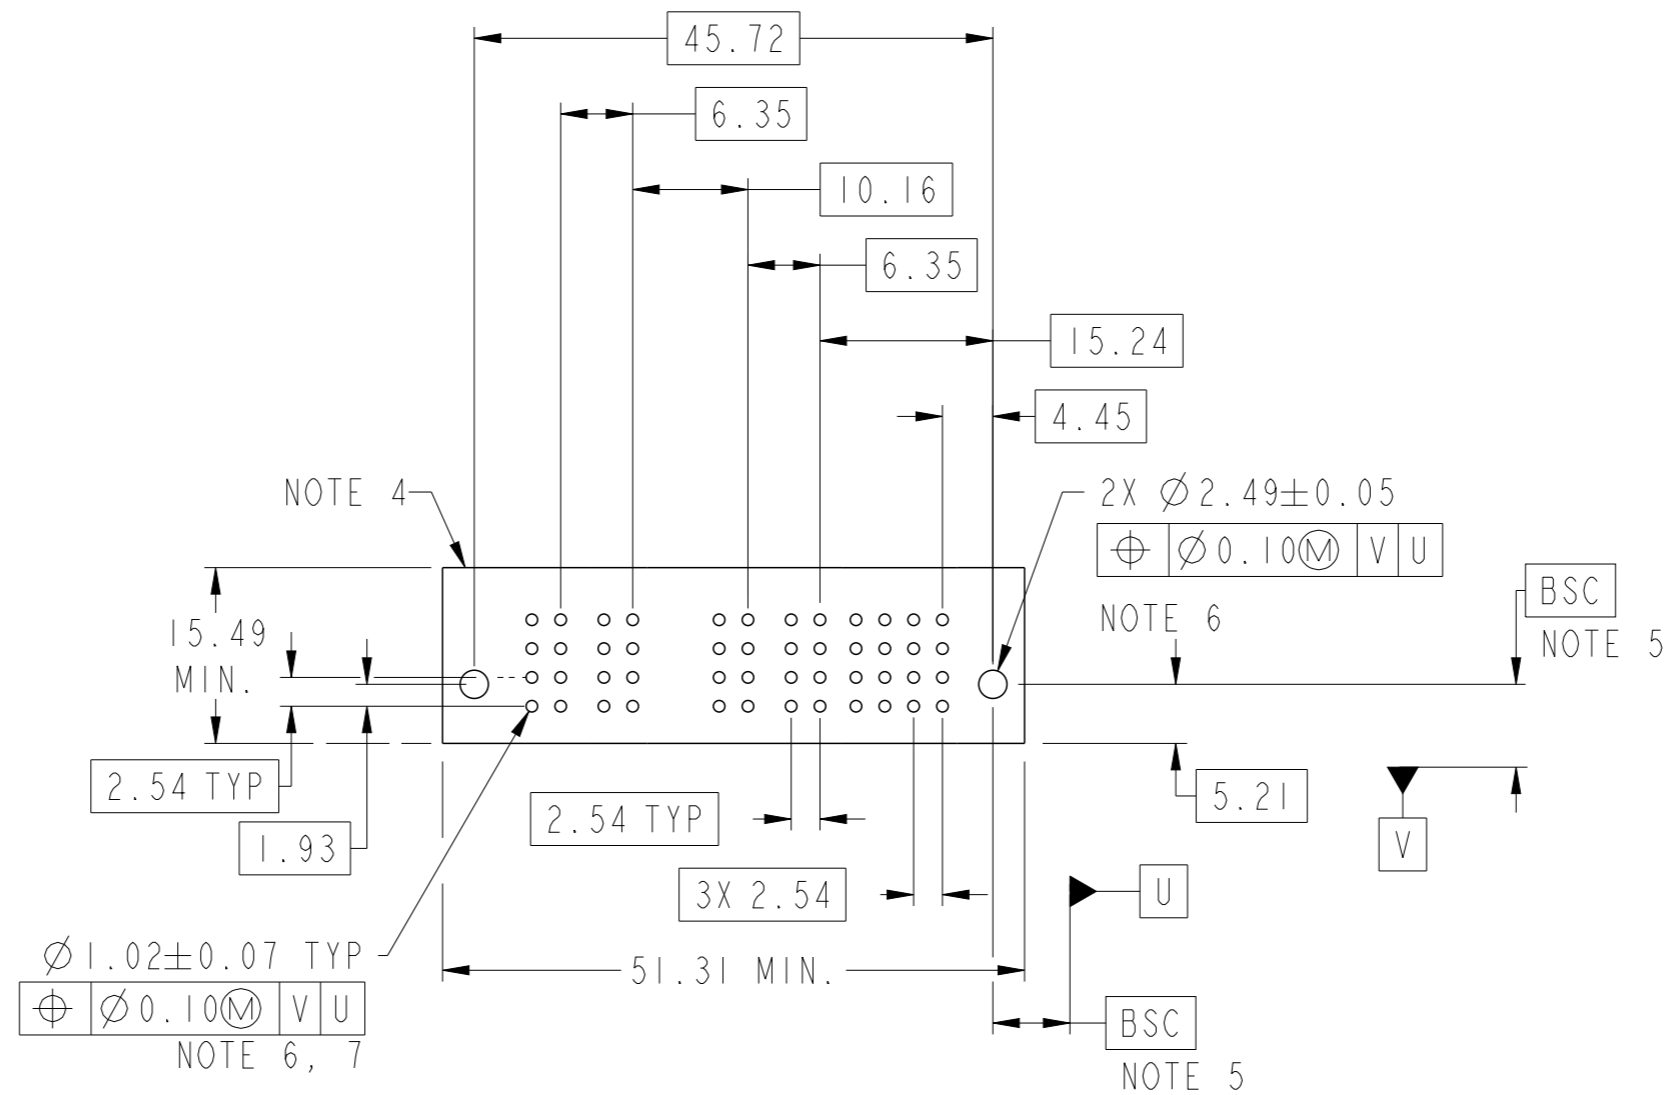 45.72
6.35
10.16
6.35
15.24
4.45
NOTE 4
2X Ø2.49±0.05
⌖ Ø0.10Ⓜ V U
NOTE 6
BSC
NOTE 5
15.49
MIN.
2.54 TYP
1.93
2.54 TYP
5.21
V
3X 2.54
U
Ø1.02±0.07 TYP
⌖ Ø0.10Ⓜ V U
NOTE 6, 7
51.31 MIN.
BSC
NOTE 5